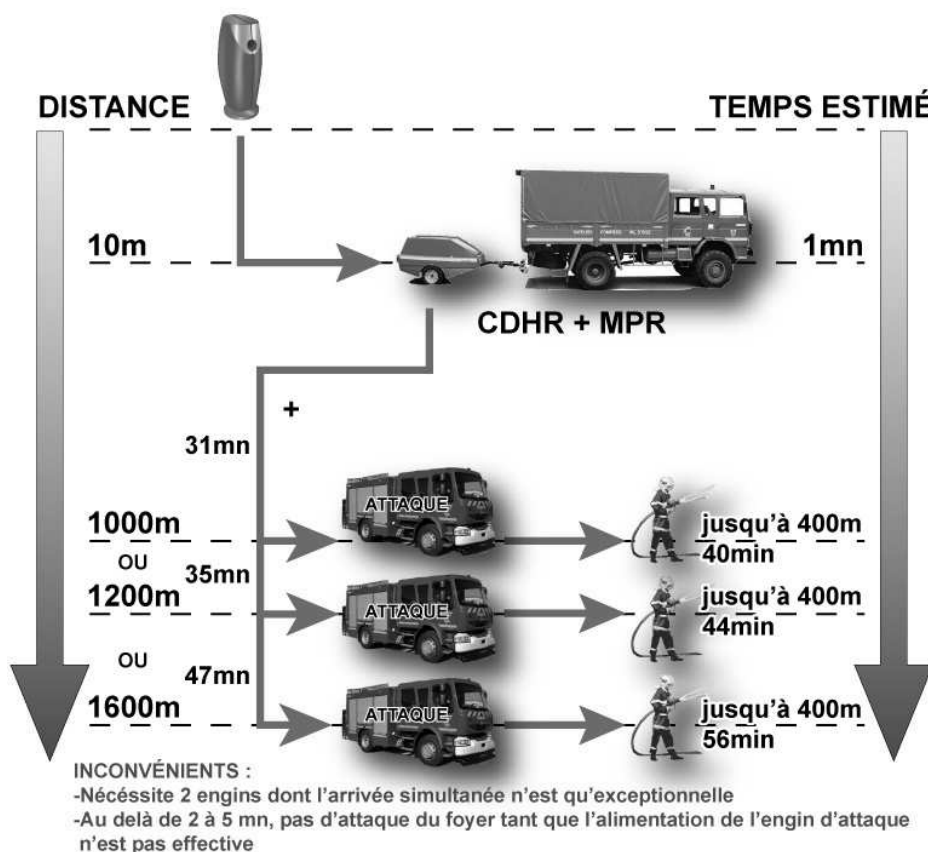 DISTANCE
TEMPS ESTIMÉ
10m
1mn
CDHR + MPR
+
31mn
ATTAQUE
1000m
jusqu'à 400m
40min
OU
35mn
1200m
ATTAQUE
jusqu'à 400m
44min
OU
47mn
1600m
ATTAQUE
jusqu'à 400m
56min
INCONVÉNIENTS :
-Nécéssite 2 engins dont l'arrivée simultanée n'est qu'exceptionnelle
-Au delà de 2 à 5 mn, pas d'attaque du foyer tant que l'alimentation de l'engin d'attaque
n'est pas effective